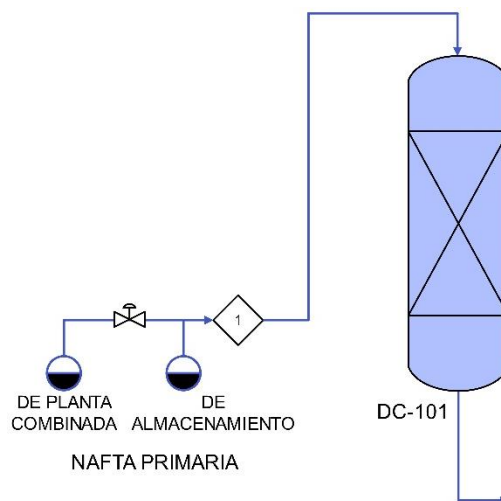 1
DE PLANTA
COMBINADA
DE
ALMACENAMIENTO
NAFTA PRIMARIA
DC-101